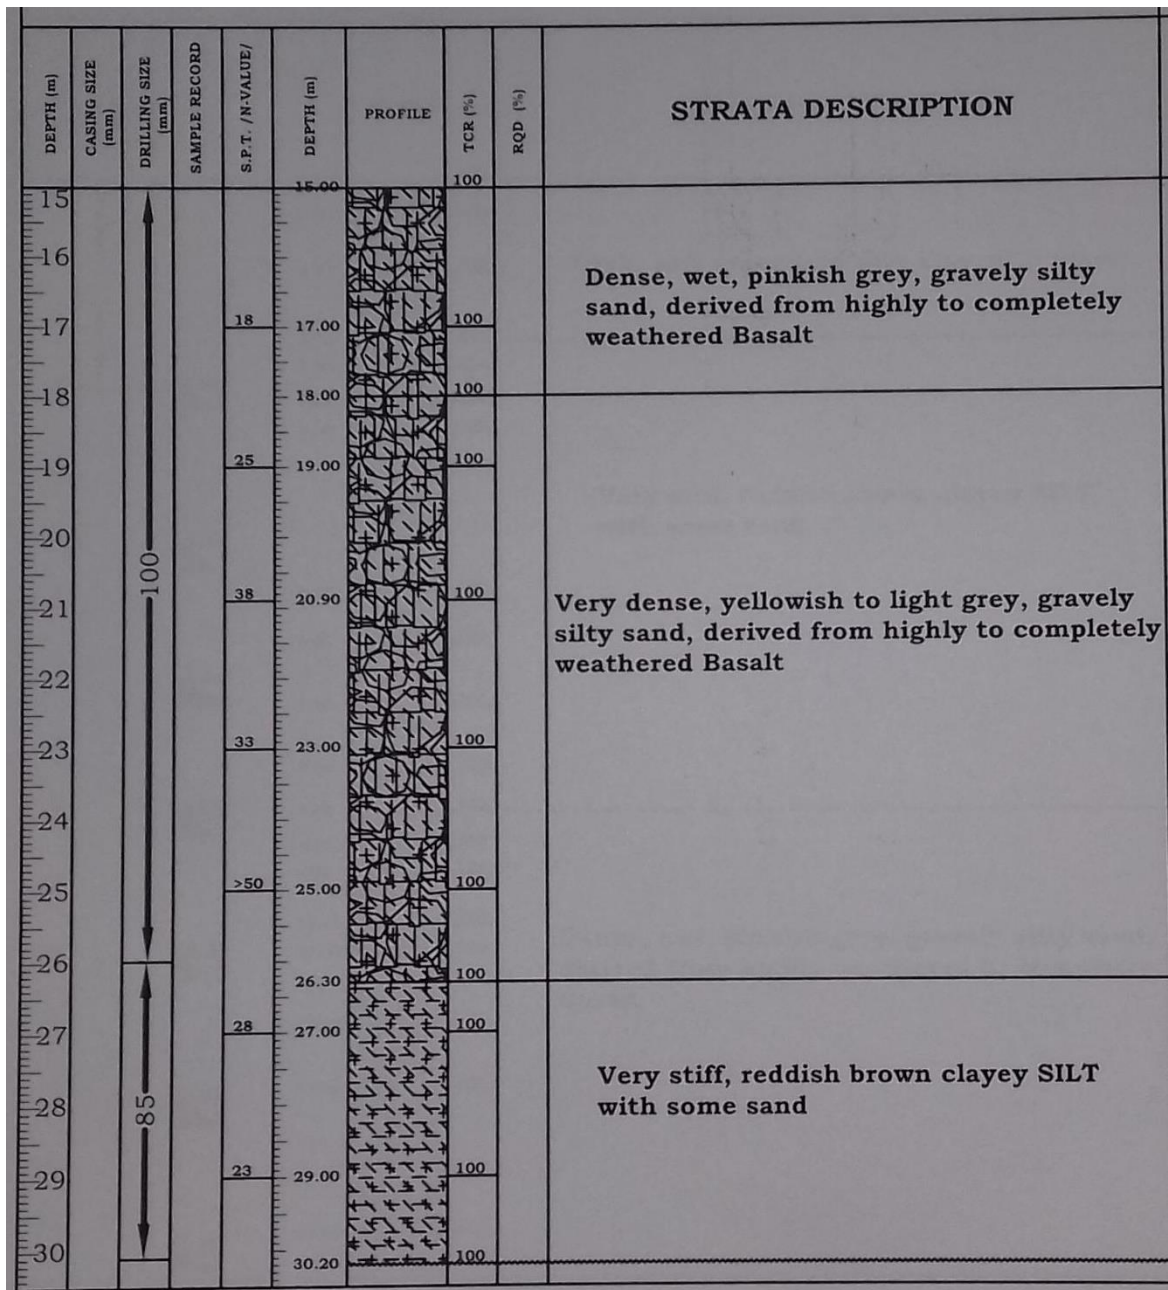 DEPTH (m)
CASING SIZE
(mm)
DRILLING SIZE
(mm)
SAMPLE RECORD
S.P.T. /N-VALUE/
DEPTH (m)
PROFILE
TCR (%)
RQD (%)
STRATA DESCRIPTION
15.00 100
15
16
Dense, wet, pinkish grey, gravely silty
sand, derived from highly to completely
weathered Basalt
17 18 17.00 100
18 18.00 100
19 25 19.00 100
20
100
21 38 20.90 100
Very dense, yellowish to light grey, gravely
silty sand, derived from highly to completely
weathered Basalt
22
23 33 23.00 100
24
25 >50 25.00 100
26
26.30 100
27 28 27.00 100
Very stiff, reddish brown clayey SILT
with some sand
28
85
29 23 29.00 100
30 30.20 100